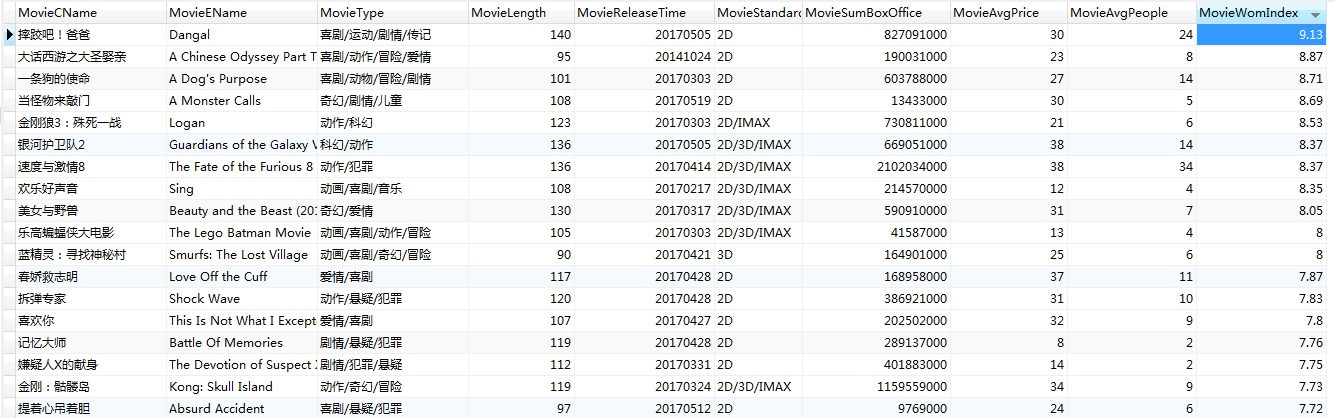 MovieCName MovieEName MovieType MovieLength MovieReleaseTime MovieStandard MovieSumBoxOffice MovieAvgPrice MovieAvgPeople MovieWomIndex
摔跤吧！爸爸 Dangal 喜剧/运动/剧情/传记 140 20170505 2D 827091000 30 24 9.13
大话西游之大圣娶亲 A Chinese Odyssey Part T 喜剧/动作/冒险/爱情 95 20141024 2D 190031000 23 8 8.87
一条狗的使命 A Dog's Purpose 喜剧/动物/冒险/剧情 101 20170303 2D 603788000 27 14 8.71
当怪物来敲门 A Monster Calls 奇幻/剧情/儿童 108 20170519 2D 13433000 30 5 8.69
金刚狼3：殊死一战 Logan 动作/科幻 123 20170303 2D/IMAX 730811000 21 6 8.53
银河护卫队2 Guardians of the Galaxy V 科幻/动作 136 20170505 2D/3D/IMAX 669051000 38 14 8.37
速度与激情8 The Fate of the Furious 8 动作/犯罪 136 20170414 2D/3D/IMAX 2102034000 38 34 8.37
欢乐好声音 Sing 动画/喜剧/音乐 108 20170217 2D/3D/IMAX 214570000 12 4 8.35
美女与野兽 Beauty and the Beast (20 奇幻/爱情 130 20170317 2D/3D/IMAX 590910000 31 7 8.05
乐高蝙蝠侠大电影 The Lego Batman Movie 动画/喜剧/动作/冒险 105 20170303 2D/3D/IMAX 41587000 13 4 8
蓝精灵：寻找神秘村 Smurfs: The Lost Village 动画/喜剧/奇幻/冒险 90 20170421 3D 164901000 25 6 8
春娇救志明 Love Off the Cuff 爱情/喜剧 117 20170428 2D 168958000 37 11 7.87
拆弹专家 Shock Wave 动作/悬疑/犯罪 120 20170428 2D 386921000 31 10 7.83
喜欢你 This Is Not What I Except 爱情/喜剧 107 20170427 2D 202502000 32 9 7.8
记忆大师 Battle Of Memories 剧情/悬疑/犯罪 119 20170428 2D 289137000 8 2 7.76
嫌疑人X的献身 The Devotion of Suspect 剧情/犯罪/悬疑 112 20170331 2D 401883000 14 2 7.75
金刚：骷髅岛 Kong: Skull Island 动作/奇幻/冒险 119 20170324 2D/3D/IMAX 1159559000 34 9 7.73
提着心吊着胆 Absurd Accident 喜剧/悬疑/犯罪 97 20170512 2D 9769000 24 6 7.72